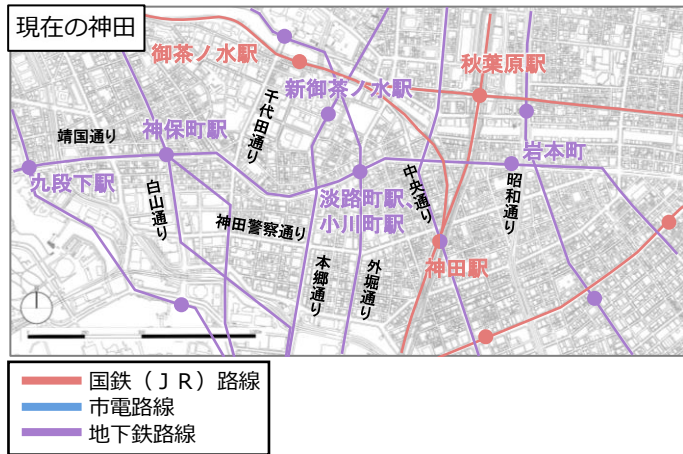 現在の神田
御茶ノ水駅
新御茶ノ水駅
秋葉原駅
千代田通り
靖国通り
神保町駅
岩本町
九段下駅
白山通り
淡路町駅、
小川町駅
中央通り
昭和通り
神田警察通り
神田駅
本郷通り
外堀通り
国鉄（ＪＲ）路線
市電路線
地下鉄路線